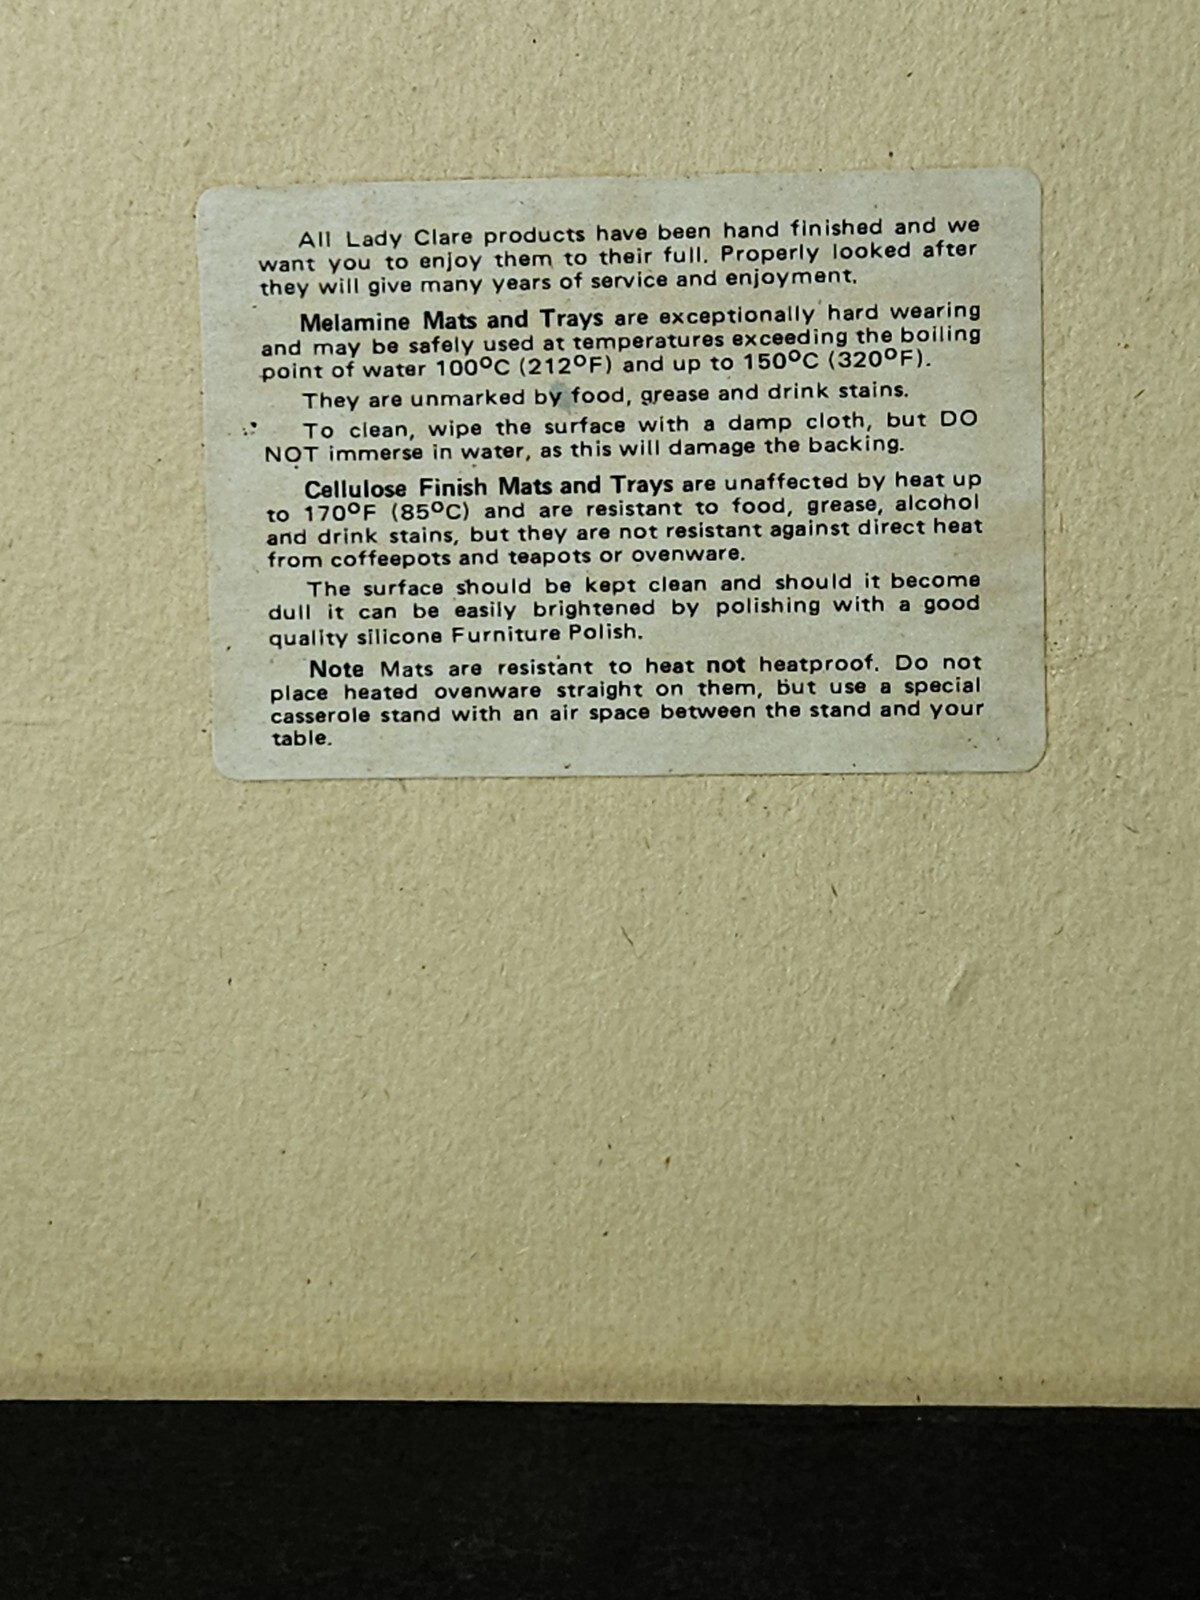 All Lady Clare products have been hand finished and we
want you to enjoy them to their full. Properly looked after
they will give many years of service and enjoyment.
Melamine Mats and Trays are exceptionally hard wearing
and may be safely used at temperatures exceeding the boiling
point of water 100ºC (212ºF) and up to 150ºC (320ºF).
They are unmarked by food, grease and drink stains.
To clean, wipe the surface with a damp cloth, but DO
NOT immerse in water, as this will damage the backing.
Cellulose Finish Mats and Trays are unaffected by heat up
to 170ºF (85ºC) and are resistant to food, grease, alcohol
and drink stains, but they are not resistant against direct heat
from coffeepots and teapots or ovenware.
The surface should be kept clean and should it become
dull it can be easily brightened by polishing with a good
quality silicone Furniture Polish.
Note Mats are resistant to heat not heatproof. Do not
place heated ovenware straight on them, but use a special
casserole stand with an air space between the stand and your
table.